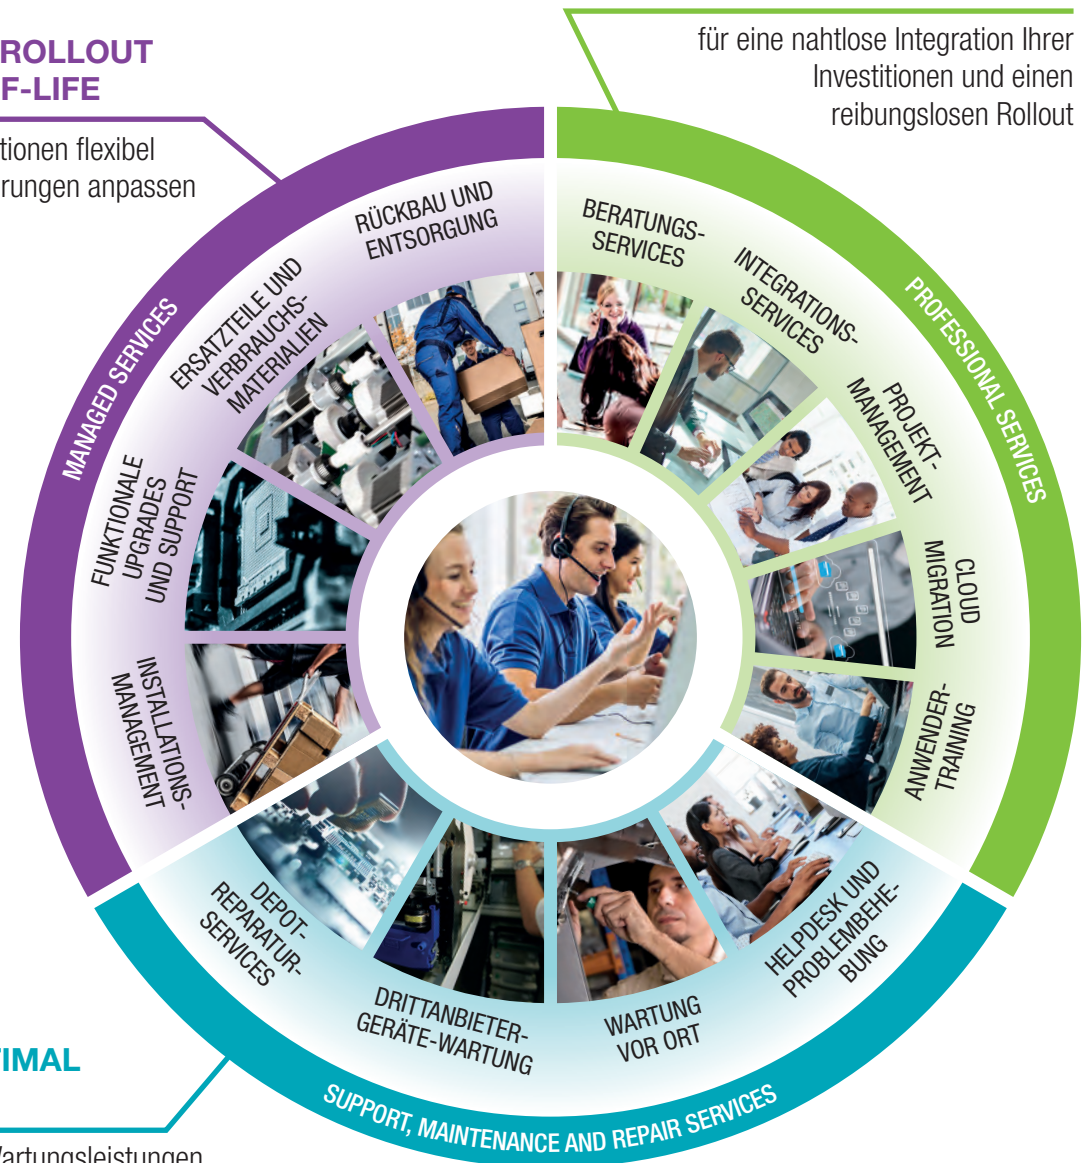 ROLLOUT
F-LIFE
tionen flexibel
rungen anpassen
für eine nahtlose Integration Ihrer
Investitionen und einen
reibungslosen Rollout
MANAGED SERVICES
RÜCKBAU UND
ENTSORGUNG
ERSATZTEILE UND
VERBRAUCHS-
MATERIALIEN
FUNKTIONALE
UPGRADES
UND SUPPORT
INSTALLATIONS-
MANAGEMENT
PROFESSIONAL SERVICES
BERATUNGS-
SERVICES
INTEGRATIONS-
SERVICES
PROJEKT-
MANAGEMENT
CLOUD
MIGRATION
ANWENDER-
TRAINING
HELPDESK UND
PROBLEMBEHE-
BUNG
WARTUNG
VOR ORT
DRITTANBIETER-
GERÄTE-WARTUNG
DEPOT-
REPARATUR-
SERVICES
SUPPORT, MAINTENANCE AND REPAIR SERVICES
TIMAL
Wartungsleistungen